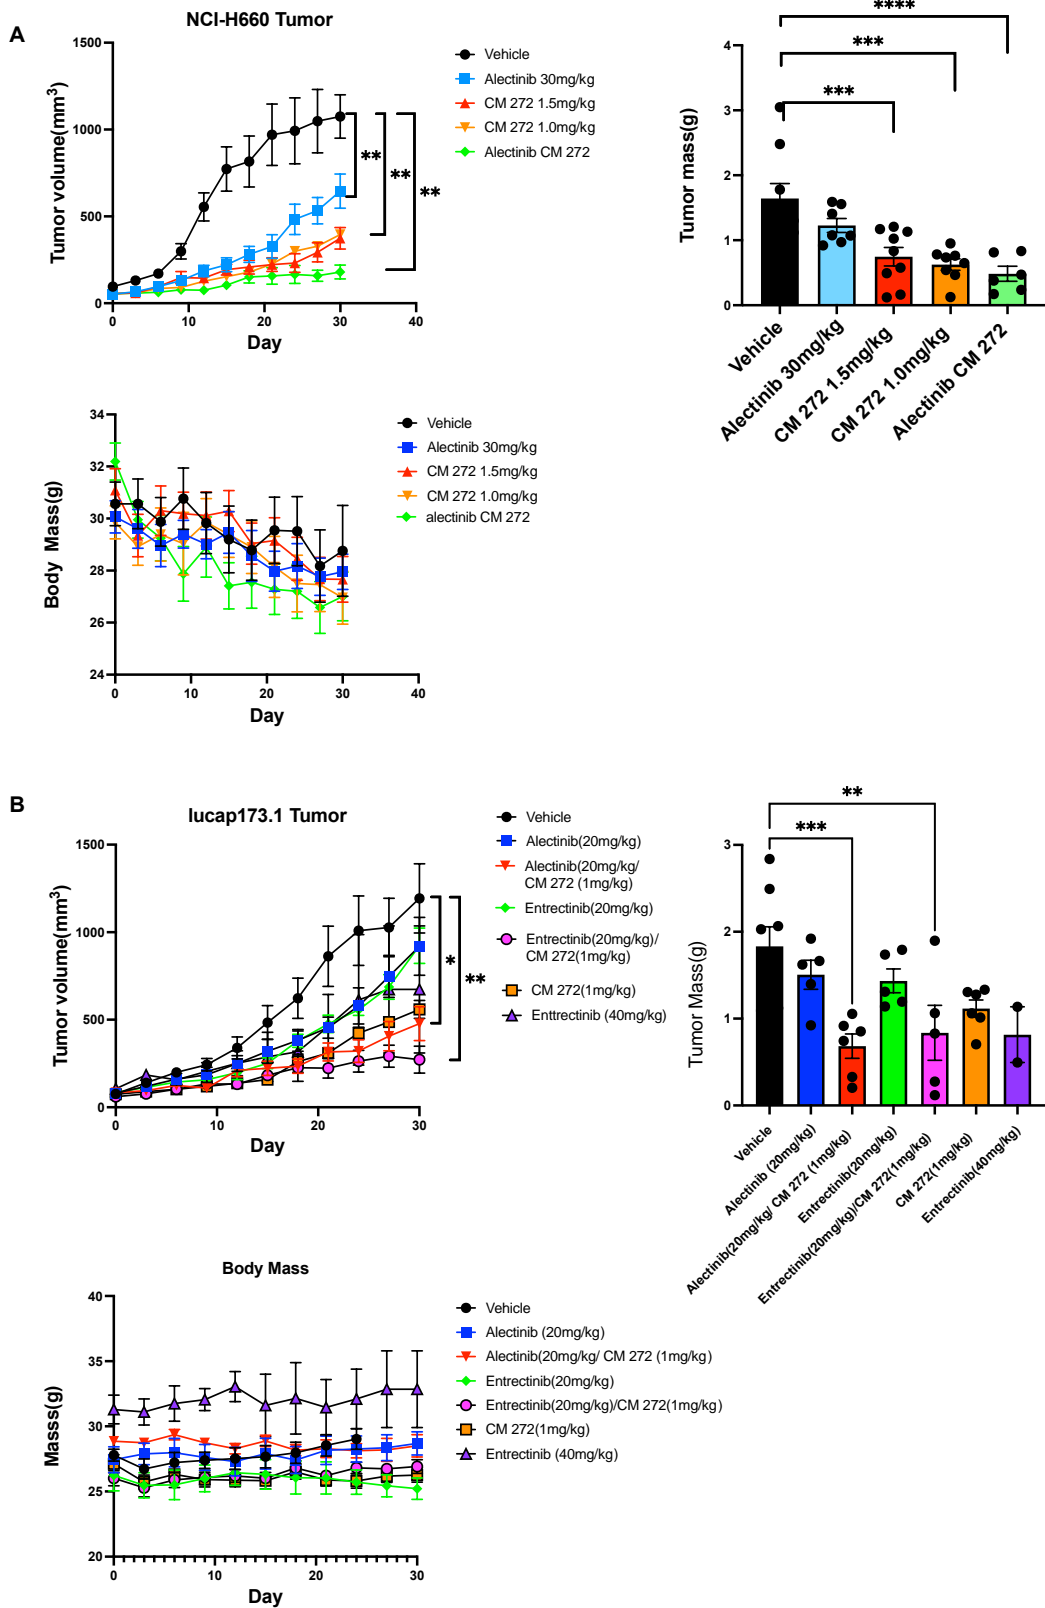 A
NCI-H660 Tumor
Tumor volume(mm3)
1500
1000
500
0
0 10 20 30 40
Day
Vehicle
Alectinib 30mg/kg
CM 272 1.5mg/kg
CM 272 1.0mg/kg
Alectinib CM 272
**
**
**
****
***
***
Tumor mass(g)
4
3
2
1
0
Vehicle
Alectinib 30mg/kg
CM 272 1.5mg/kg
CM 272 1.0mg/kg
Alectinib CM 272
Body Mass(g)
34
32
30
28
26
24
0 10 20 30 40
Day
Vehicle
Alectinib 30mg/kg
CM 272 1.5mg/kg
CM 272 1.0mg/kg
alectinib CM 272
B
lucap173.1 Tumor
Tumor volume(mm3)
1500
1000
500
0
0 10 20 30
Day
Vehicle
Alectinib(20mg/kg)
Alectinib(20mg/kg/
CM 272 (1mg/kg)
Entrectinib(20mg/kg)
Entrectinib(20mg/kg)/
CM 272(1mg/kg)
CM 272(1mg/kg)
Enttrectinib (40mg/kg)
*
**
**
***
Tumor Mass(g)
3
2
1
0
Vehicle
Alectinib (20mg/kg)
Alectinib(20mg/kg/ CM 272 (1mg/kg)
Entrectinib(20mg/kg)
Entrectinib(20mg/kg)/CM 272(1mg/kg)
CM 272(1mg/kg)
Entrectinib(40mg/kg)
Body Mass
Masss(g)
40
35
30
25
20
0 10 20 30
Day
Vehicle
Alectinib (20mg/kg)
Alectinib(20mg/kg/ CM 272 (1mg/kg)
Entrectinib(20mg/kg)
Entrectinib(20mg/kg)/CM 272(1mg/kg)
CM 272(1mg/kg)
Entrectinib (40mg/kg)